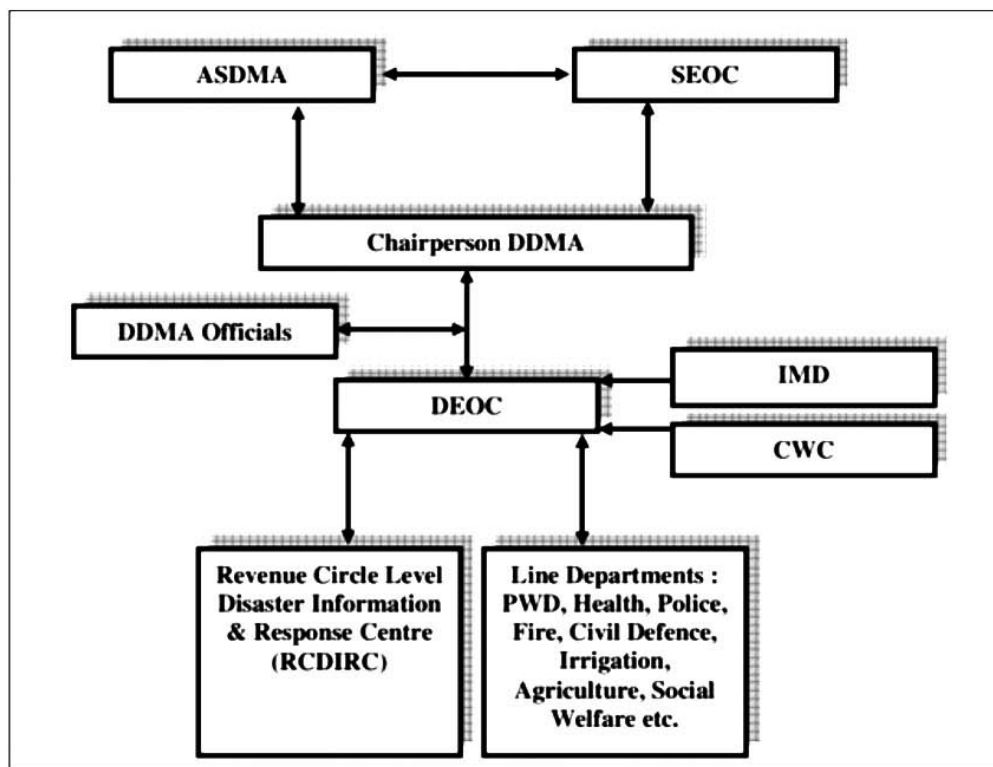 ASDMA
SEOC
Chairperson DDMA
DDMA Officials
IMD
DEOC
CWC
Revenue Circle Level
Disaster Information
& Response Centre
(RCDIRC)
Line Departments :
PWD, Health, Police,
Fire, Civil Defence,
Irrigation,
Agriculture, Social
Welfare etc.